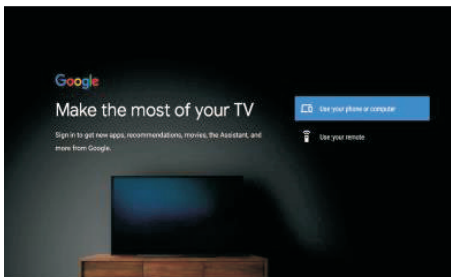 Google
Make the most of your TV
Sign in to get new apps, recommendations, movies, the Assistant, and
more from Google.
Use your phone or computer
Use your remote